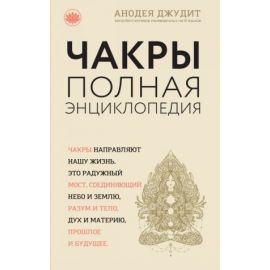 АНОДЕЯ ДЖУДИТ
ЧАКРЫ
ПОЛНАЯ
ЭНЦИКЛОПЕДИЯ
ЧАКРЫ НАПРАВЛЯЮТ
НАШУ ЖИЗНЬ.
ЭТО РАДУЖНЫЙ
МОСТ, СОЕДИНЯЮЩИЙ
НЕБО И ЗЕМЛЮ,
РАЗУМ И ТЕЛО,
ДУХ И МАТЕРИЮ,
ПРОШЛОЕ
И БУДУЩЕЕ.